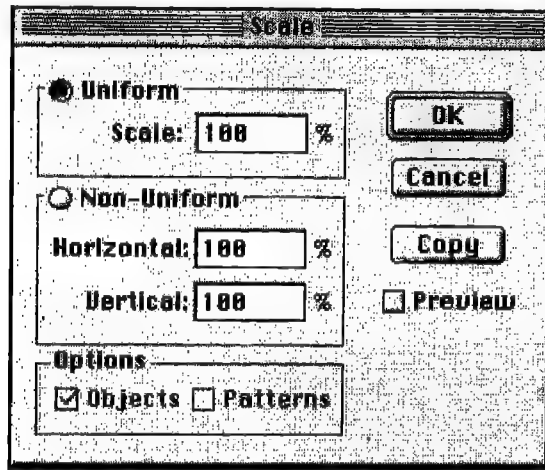 Scale
Uniform
Scale: 100 %
OK
Cancel
Non-Uniform
Horizontal: 100 %
Copy
Vertical: 100 %
Preview
Options
Objects Patterns